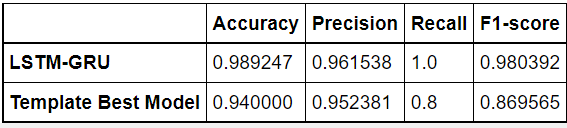 Accuracy Precision Recall F1-score
LSTM-GRU 0.989247 0.961538 1.0 0.980392
Template Best Model 0.940000 0.952381 0.8 0.869565